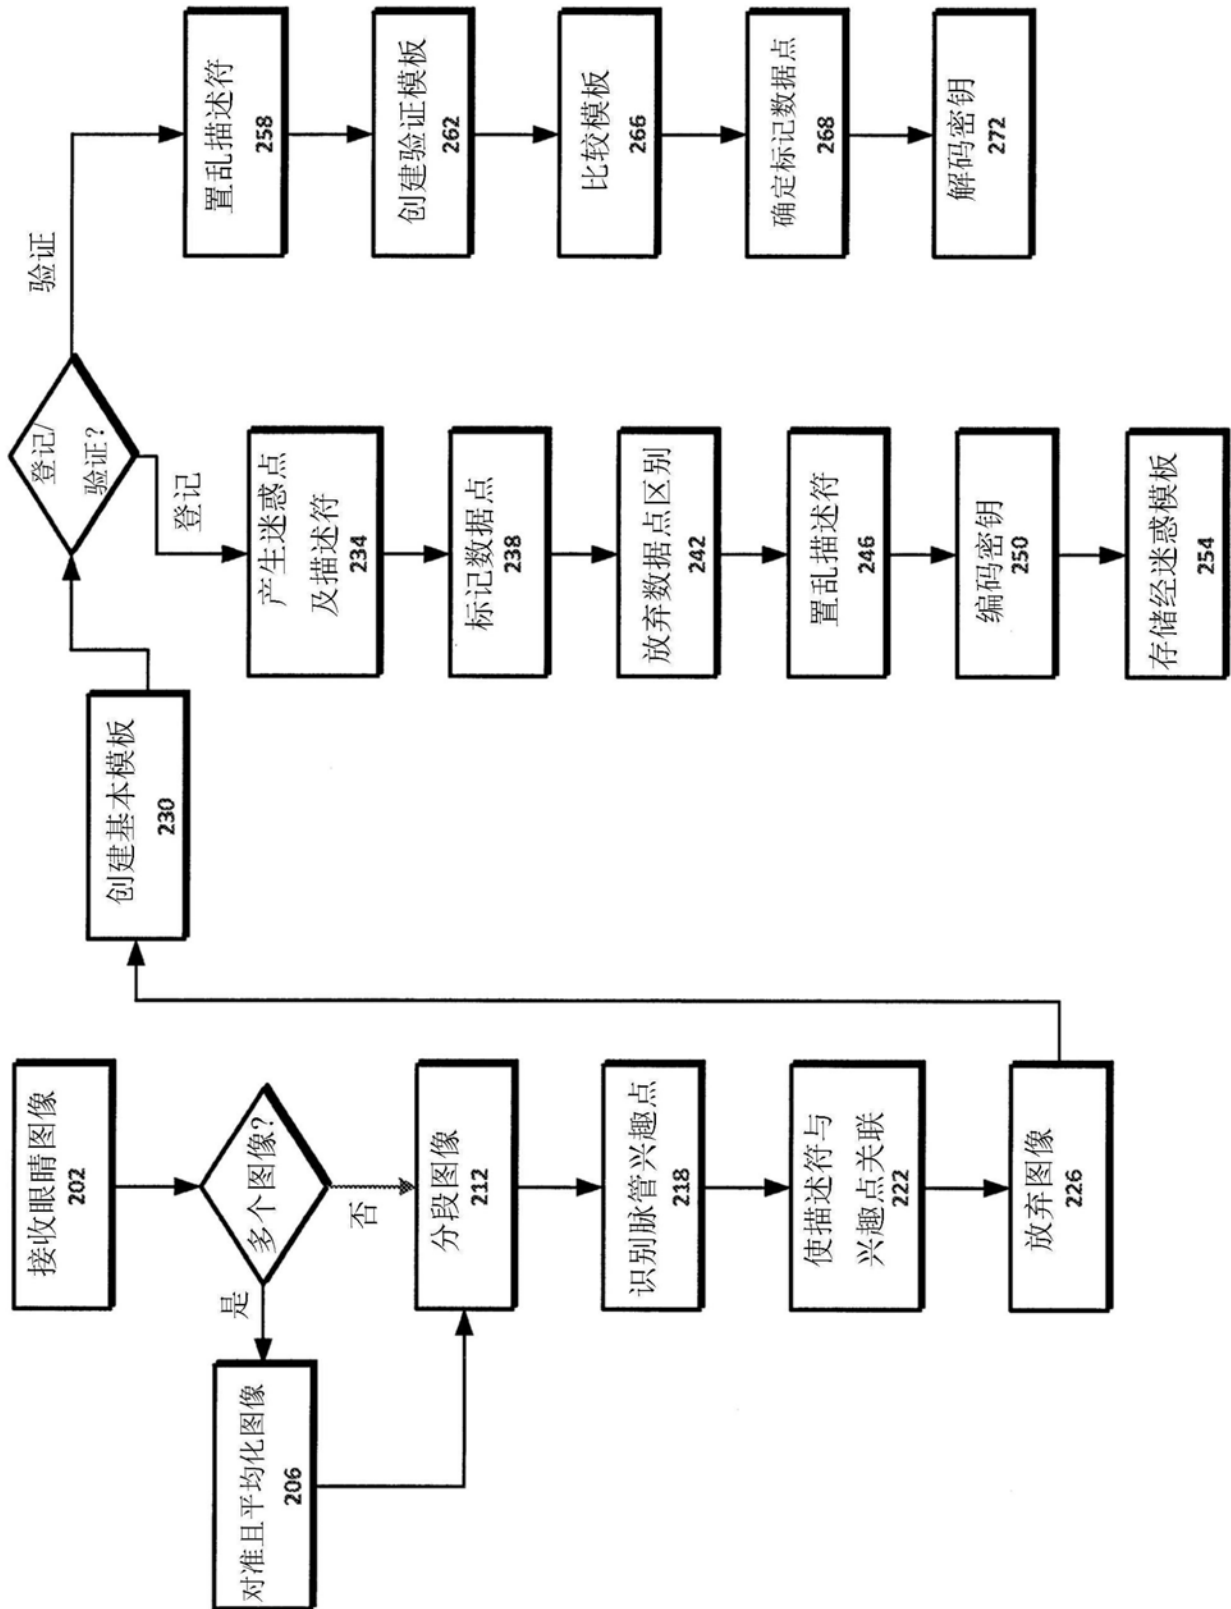 接收眼睛图像
202
多个图像?
是
否
对准且平均化图像
206
分段图像
212
识别脉管兴趣点
218
使描述符与
兴趣点关联
222
放弃图像
226
创建基本模板
230
登记/
验证?
登记
验证
产生迷惑点
及描述符
234
标记数据点
238
放弃数据点区别
242
置乱描述符
246
编码密钥
250
存储经迷惑模板
254
置乱描述符
258
创建验证模板
262
比较模板
266
确定标记数据点
268
解码密钥
272